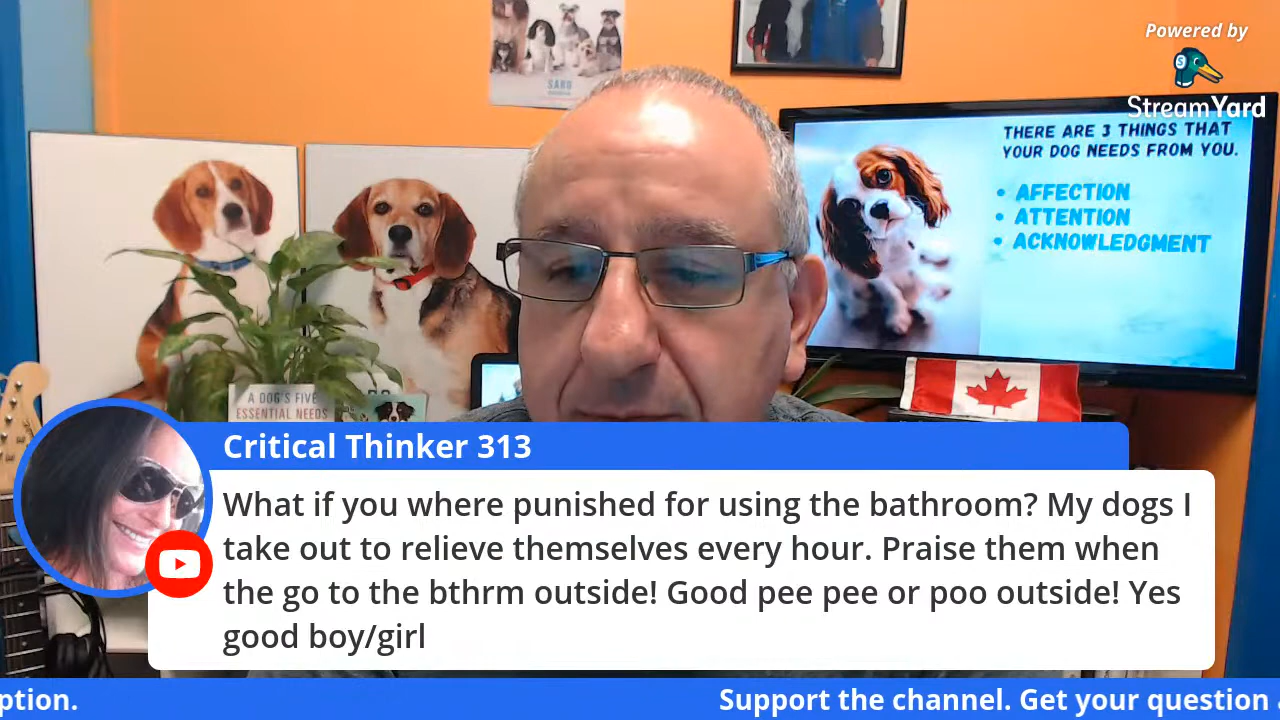 Powered by
StreamYard
SABO
THERE ARE 3 THINGS THAT
YOUR DOG NEEDS FROM YOU.
• AFFECTION
• ATTENTION
• ACKNOWLEDGMENT
A DOG'S FIVE
ESSENTIAL NEEDS
Critical Thinker 313
What if you where punished for using the bathroom? My dogs I
take out to relieve themselves every hour. Praise them when
the go to the bthrm outside! Good pee pee or poo outside! Yes
good boy/girl
ption.
Support the channel. Get your question